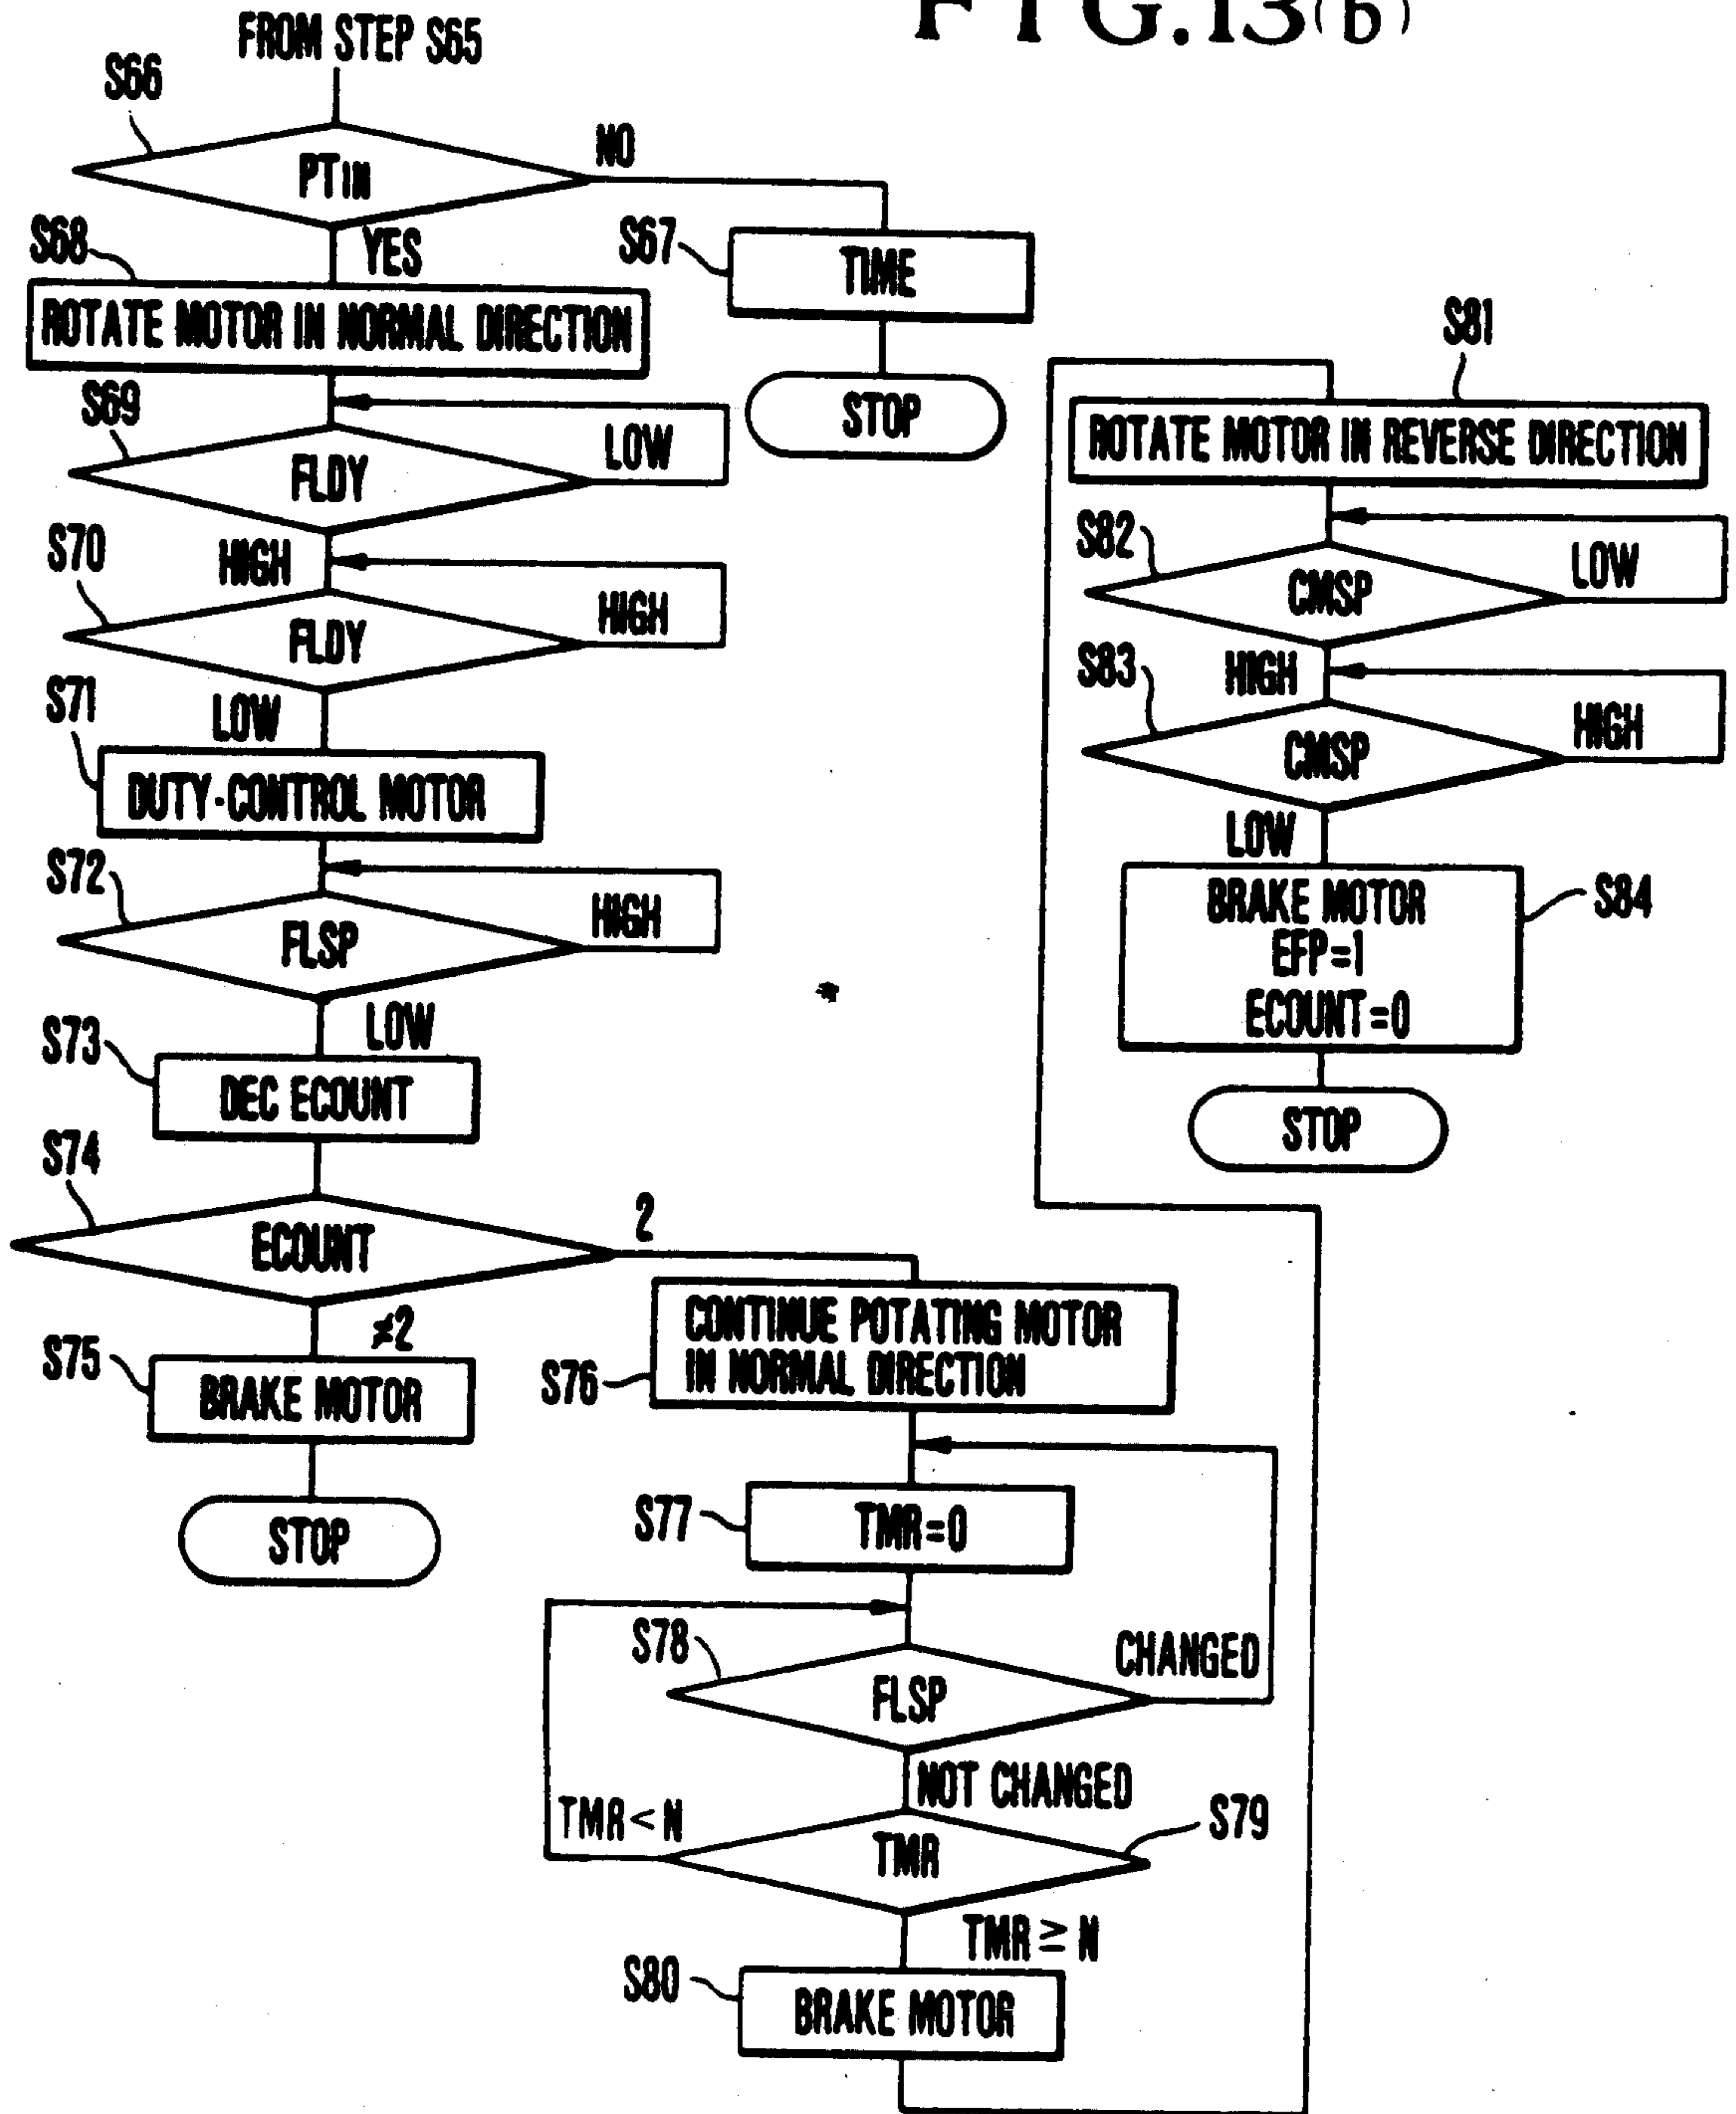 FIG.13(b)
FROM STEP S65
S66
PTIN
NO
YES
S67
TIME
STOP
S68
ROTATE MOTOR IN NORMAL DIRECTION
S69
FLDY
LOW
HIGH
S70
FLDY
HIGH
LOW
S71
DUTY-CONTROL MOTOR
S72
FLSP
HIGH
LOW
S73
DEC ECOUNT
S74
ECOUNT
2
≠2
S75
BRAKE MOTOR
STOP
S76
CONTINUE POTATING MOTOR
IN NORMAL DIRECTION
S77
TMR=0
S78
FLSP
CHANGED
NOT CHANGED
S79
TMR
TMR<N
TMR≥N
S80
BRAKE MOTOR
S81
ROTATE MOTOR IN REVERSE DIRECTION
S82
CMSP
LOW
HIGH
S83
CMSP
HIGH
LOW
S84
BRAKE MOTOR
EFP=1
ECOUNT=0
STOP